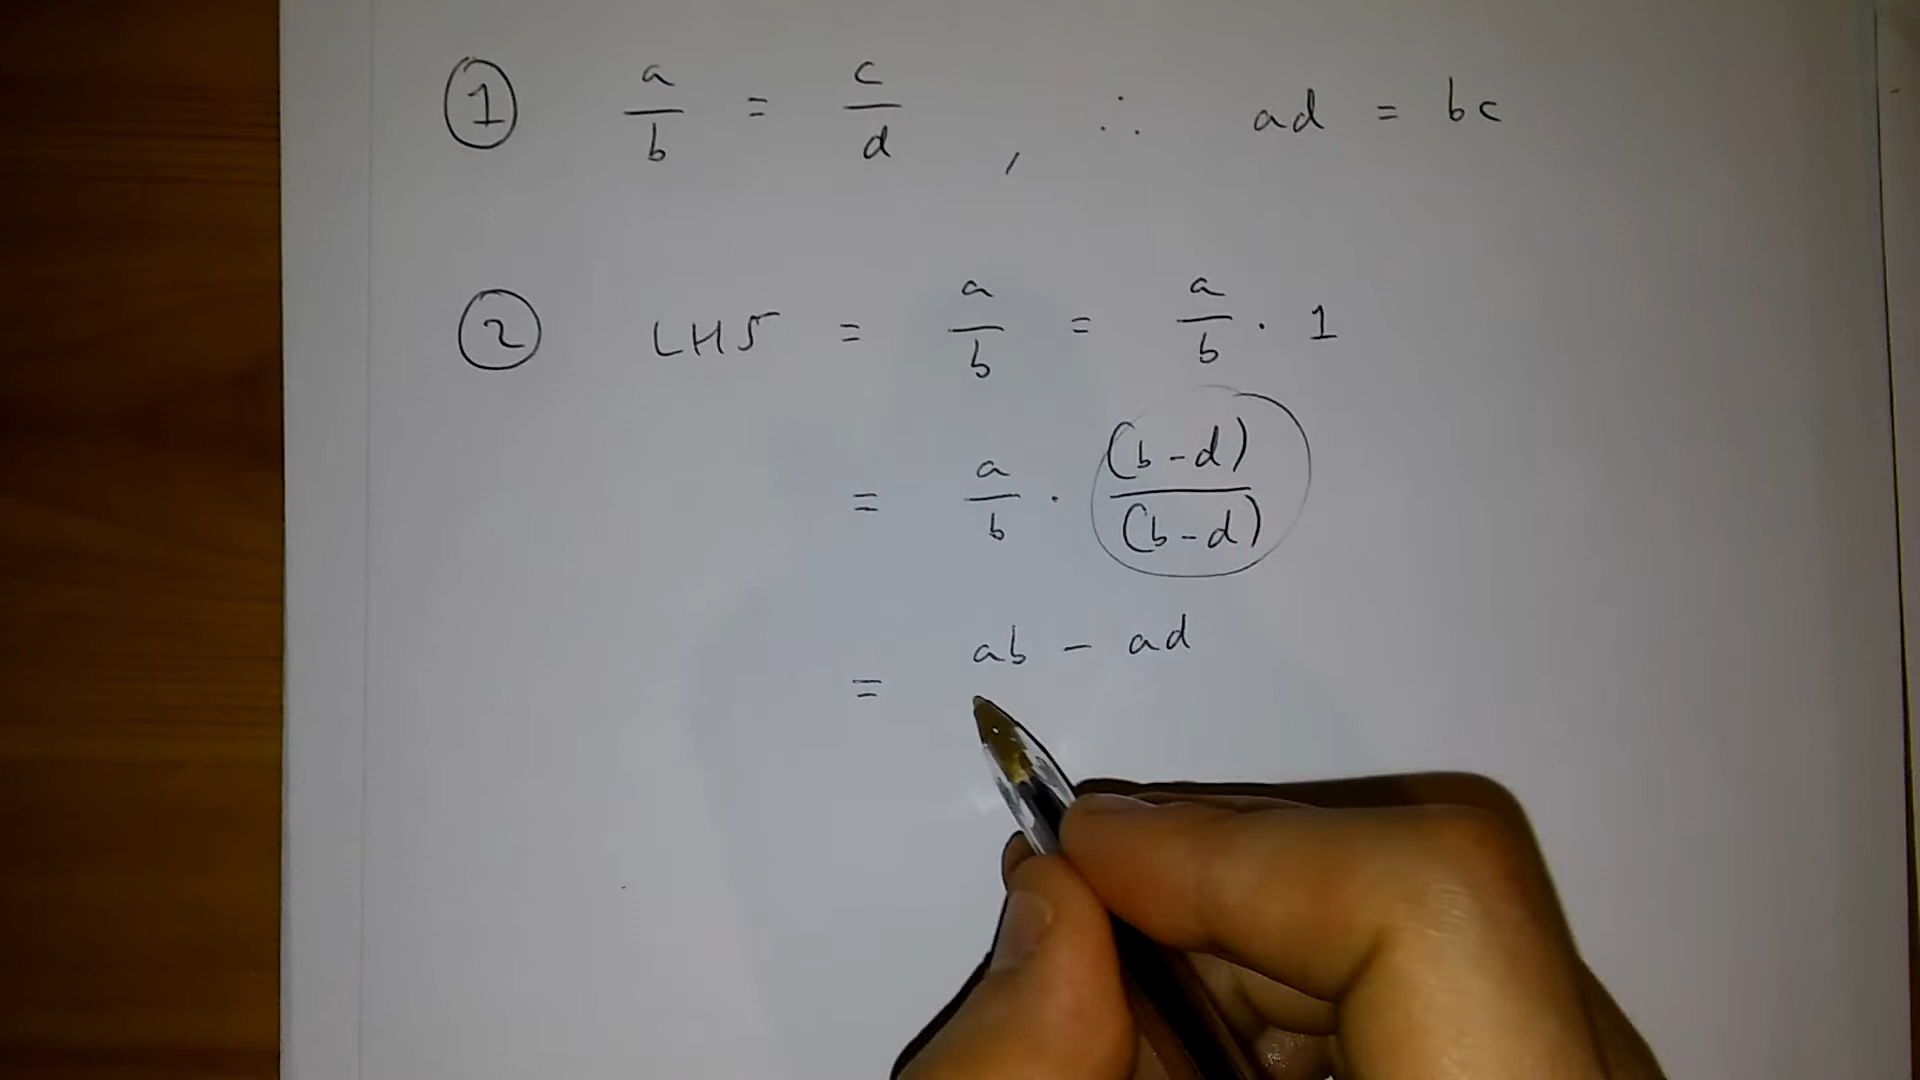 ① a/b = c/d , ∴ ad = bc
② LHS = a/b = a/b · 1
= a/b · (b-d)/(b-d)
= ab - ad